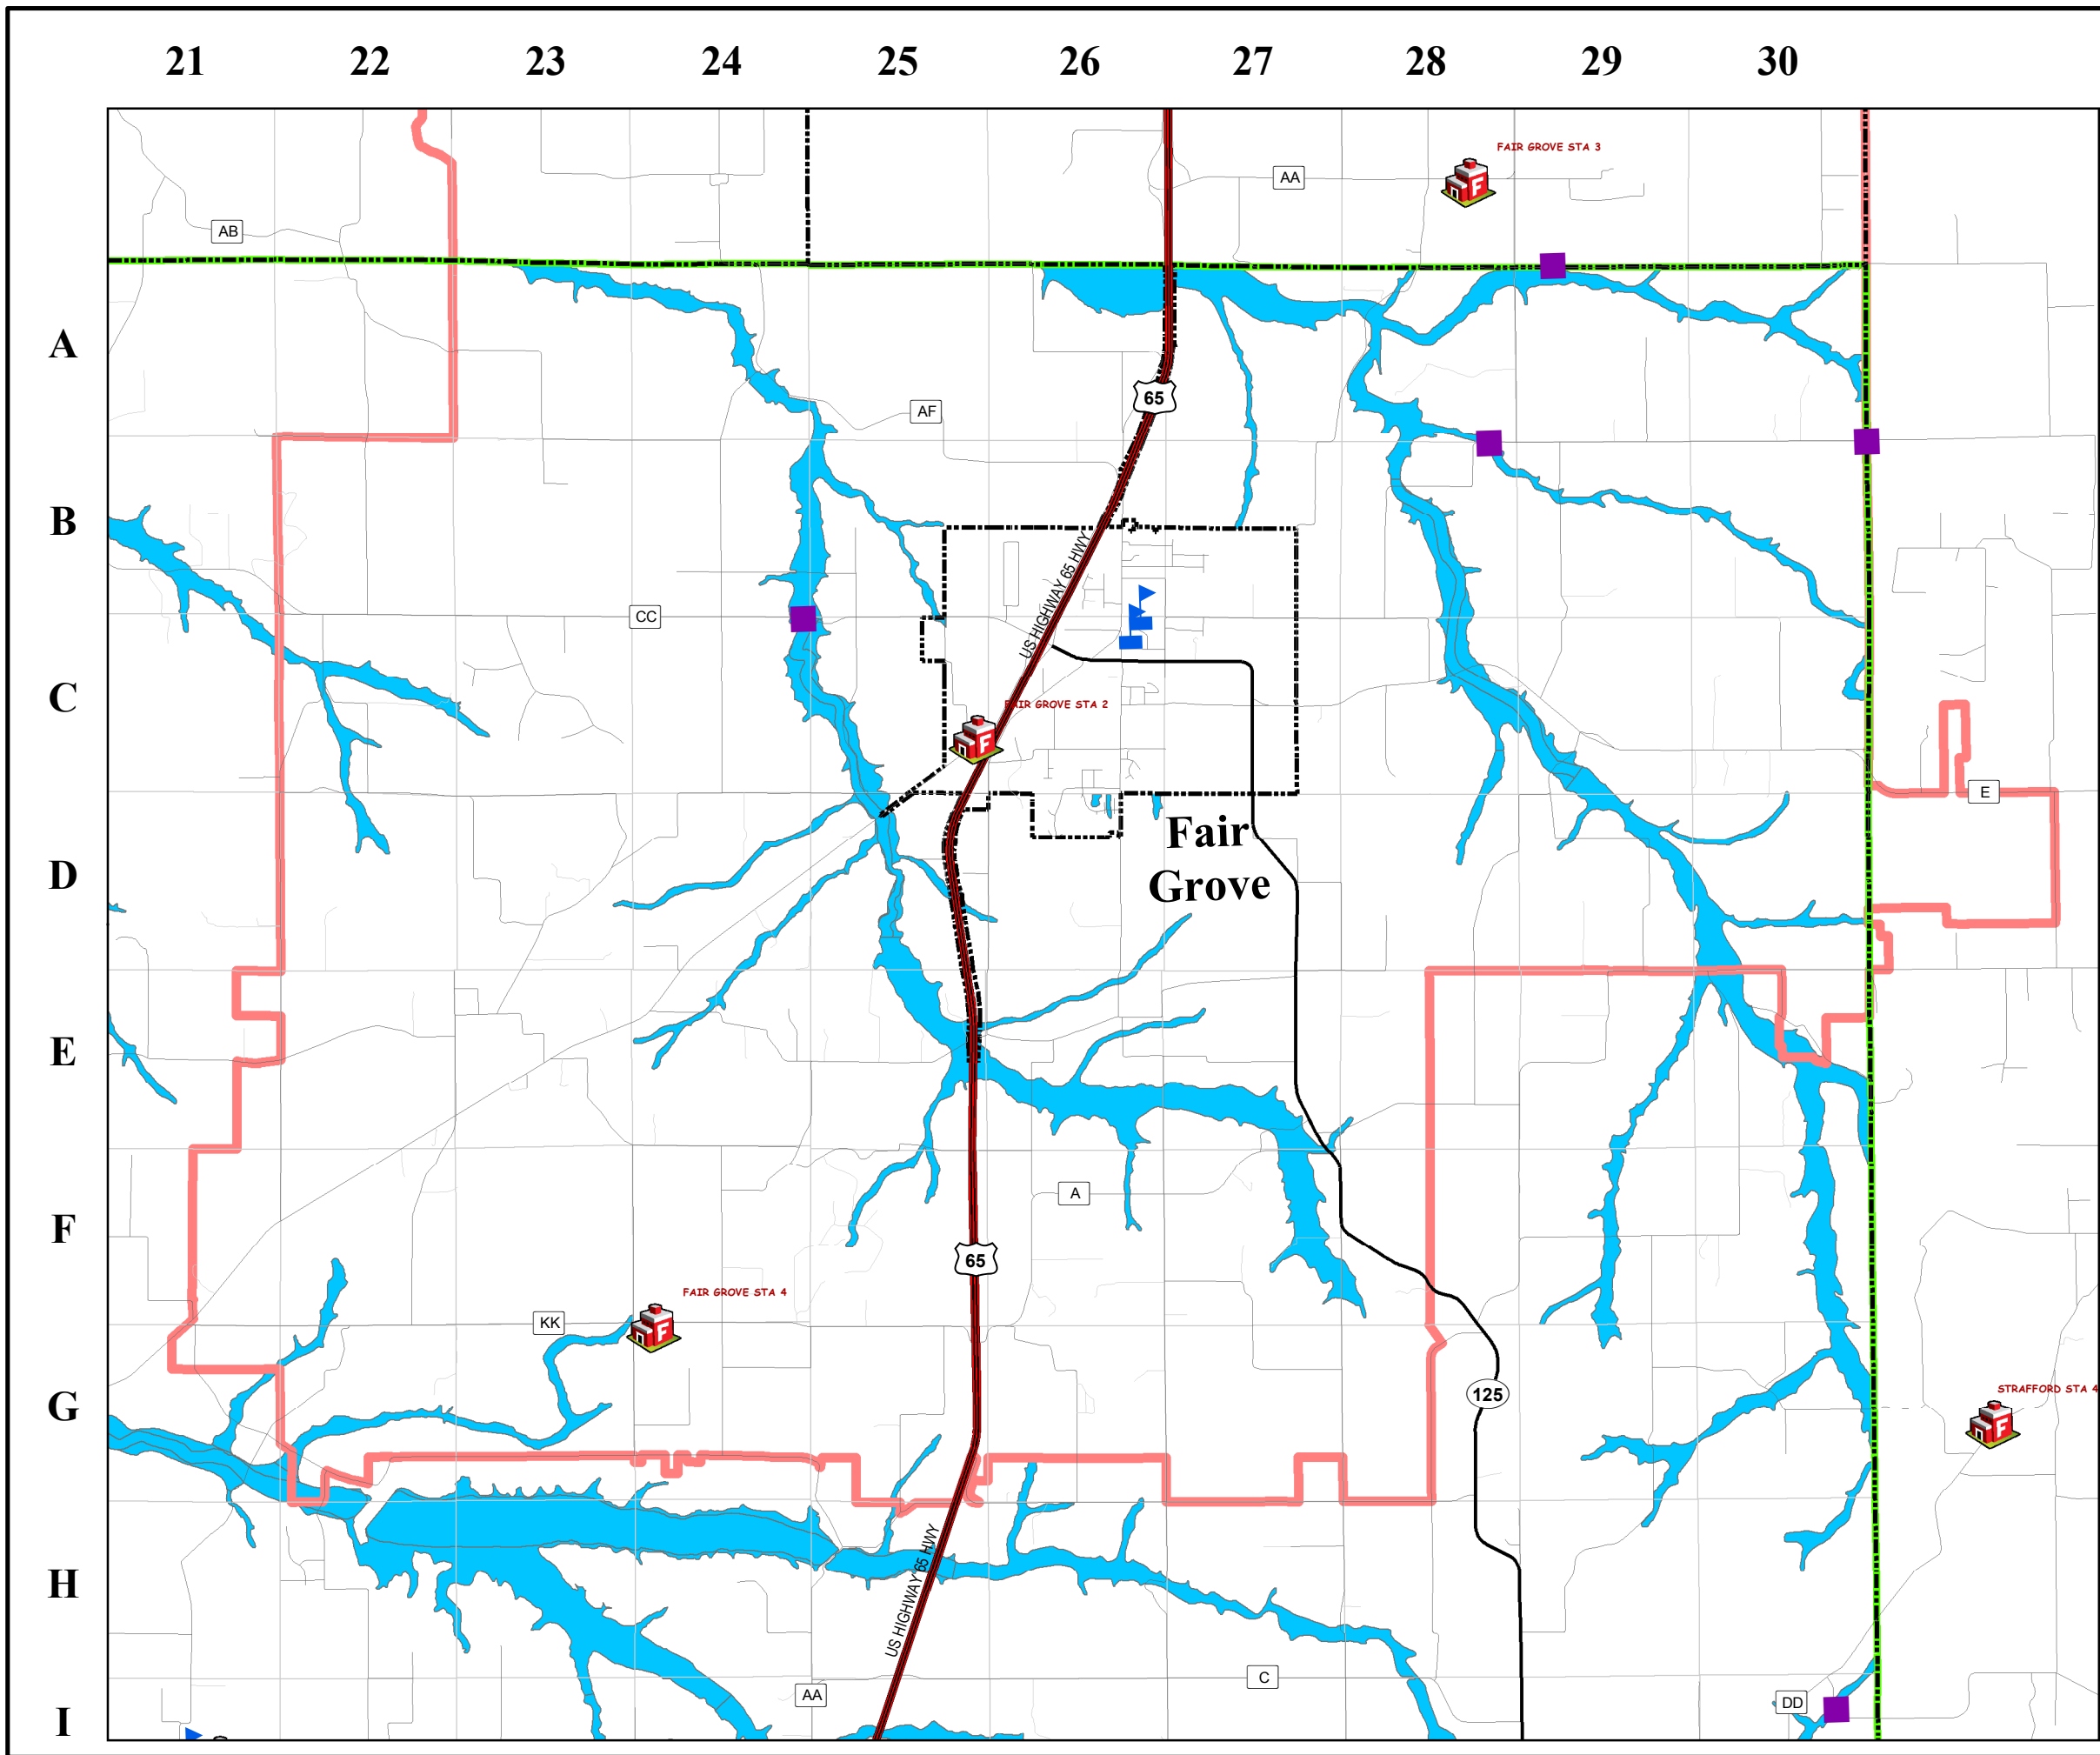 21 22 23 24 25 26 27 28 29 30
FAIR GROVE STA 3
AA
F
AB
A
65
AF
B
US HIGHWAY 65 HWY
CC
C
FAIR GROVE STA 2
F
E
Fair
Grove
D
E
A
F
65
FAIR GROVE STA 4
KK
F
STRAFFORD STA 4
125
G
F
US HIGHWAY 65 HWY
H
C
AA
DD
I